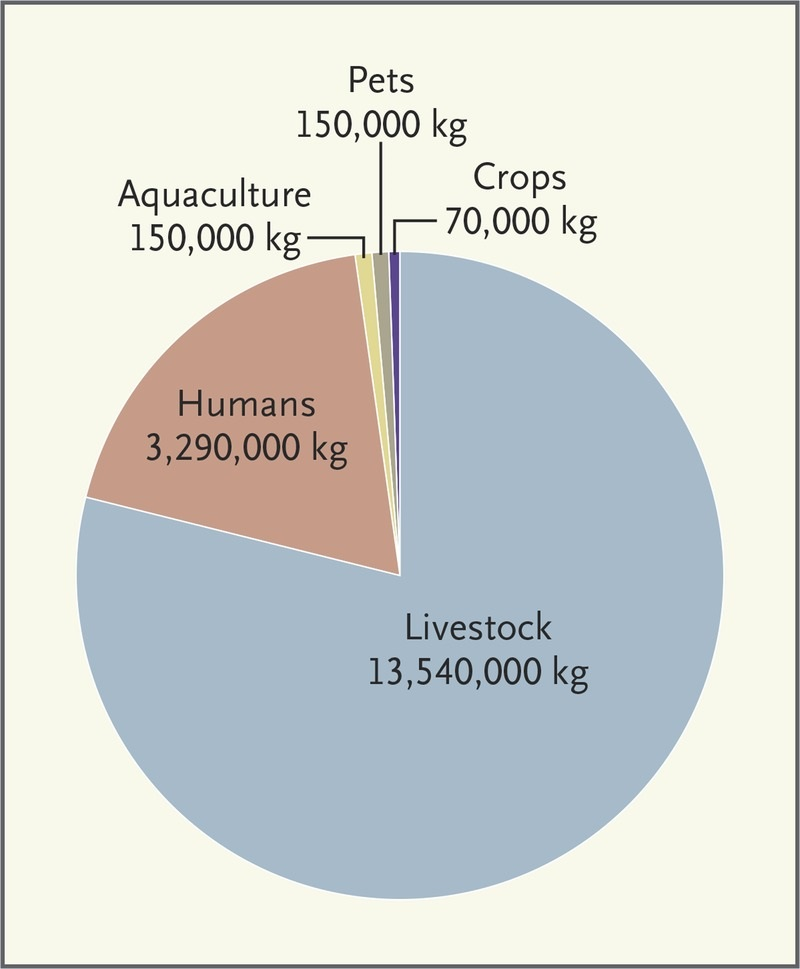 Pets
150,000 kg
Crops
70,000 kg
Aquaculture
150,000 kg
Humans
3,290,000 kg
Livestock
13,540,000 kg